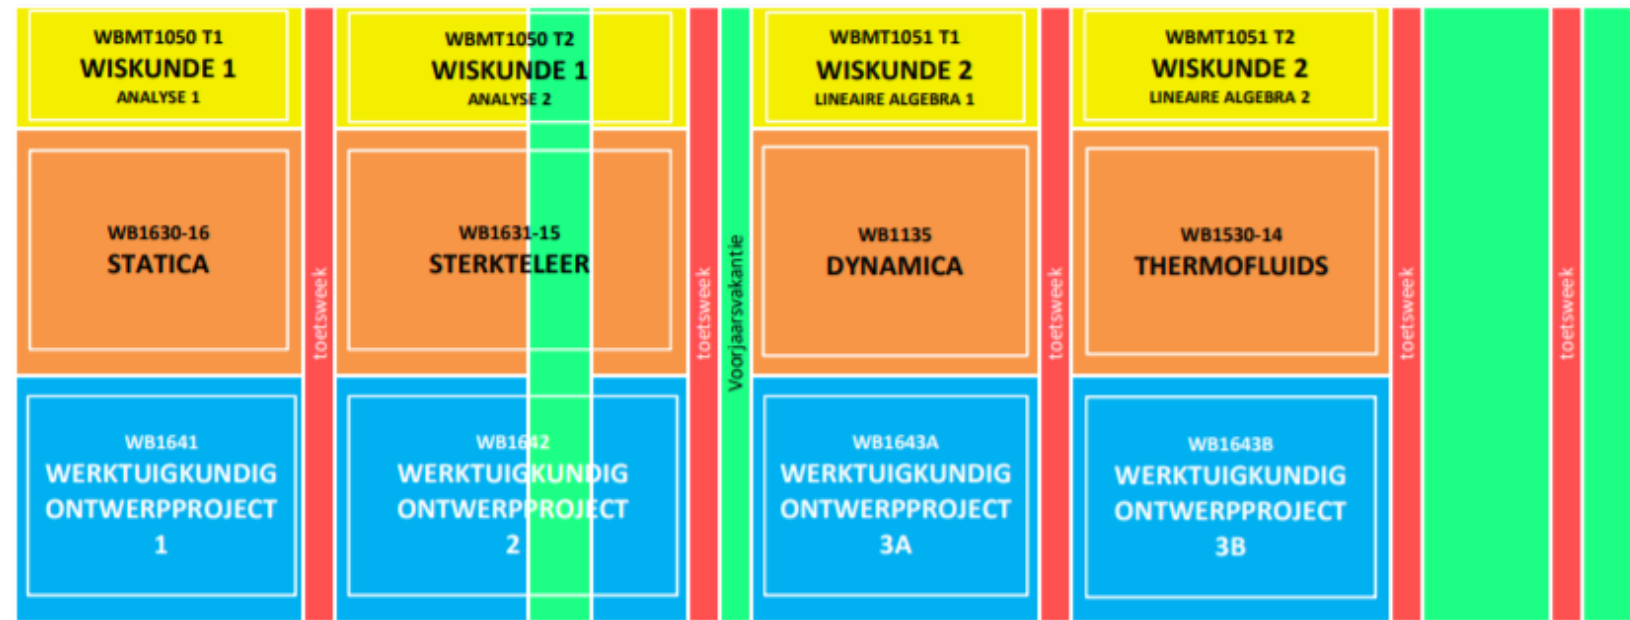 WBMT1050 T1
WISKUNDE 1
ANALYSE 1
WBMT1050 T2
WISKUNDE 1
ANALYSE 2
WBMT1051 T1
WISKUNDE 2
LINEAIRE ALGEBRA 1
WBMT1051 T2
WISKUNDE 2
LINEAIRE ALGEBRA 2
WB1630-16
STATICA
toetsweek
WB1631-15
STERKTELEER
toetsweek
Voorjaarsvakantie
WB1135
DYNAMICA
toetsweek
WB1530-14
THERMOFLUIDS
toetsweek
toetsweek
WB1641
WERKTUIGKUNDIG
ONTWERPPROJECT
1
WB1642
WERKTUIGKUNDIG
ONTWERPPROJECT
2
WB1643A
WERKTUIGKUNDIG
ONTWERPPROJECT
3A
WB1643B
WERKTUIGKUNDIG
ONTWERPPROJECT
3B